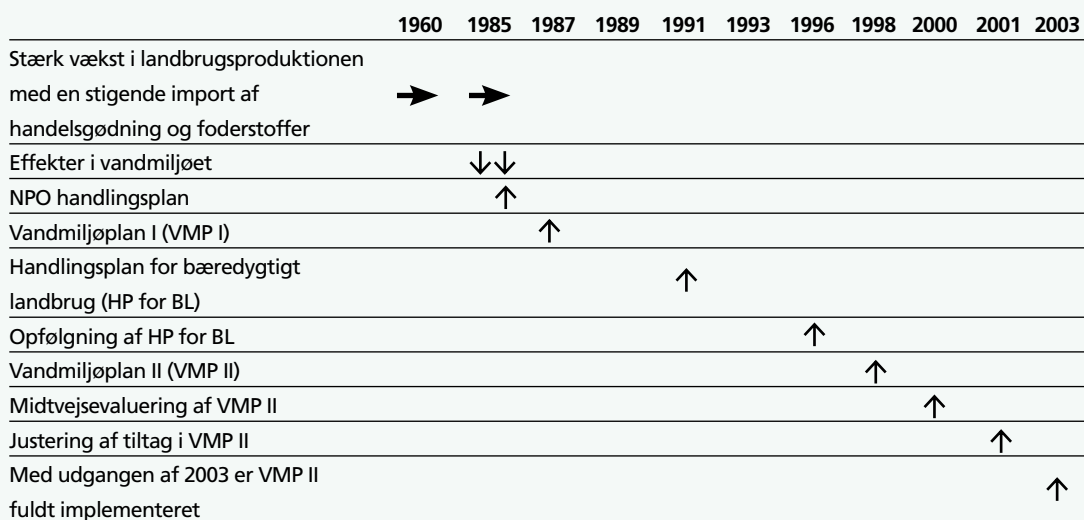 1960 1985 1987 1989 1991 1993 1996 1998 2000 2001 2003
Stærk vækst i landbrugsproduktionen
med en stigende import af
handelsgødning og foderstoffer
Effekter i vandmiljøet
NPO handlingsplan
Vandmiljøplan I (VMP I)
Handlingsplan for bæredygtigt
landbrug (HP for BL)
Opfølgning af HP for BL
Vandmiljøplan II (VMP II)
Midtvejsevaluering af VMP II
Justering af tiltag i VMP II
Med udgangen af 2003 er VMP II
fuldt implementeret